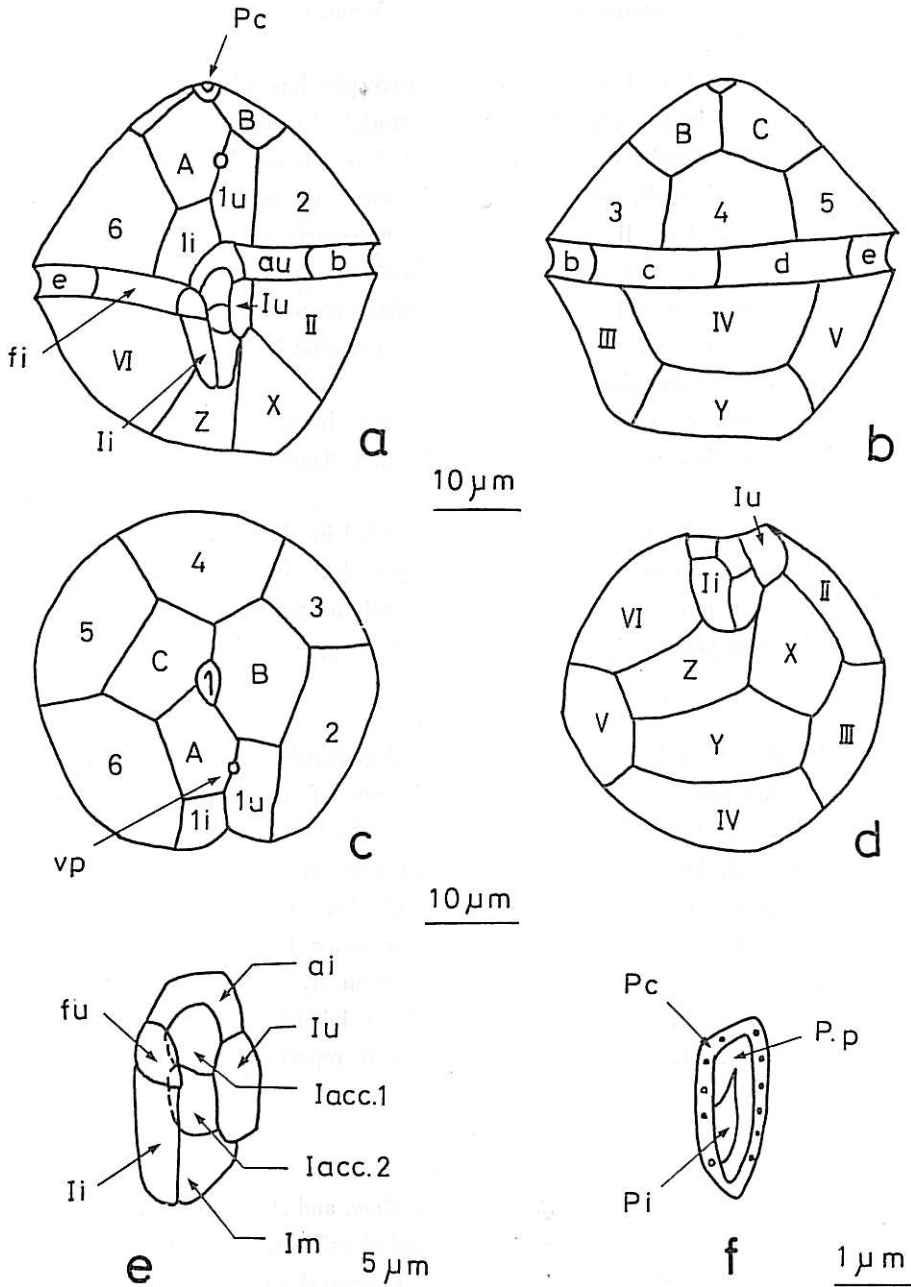 Pc
B
A
1u
2
6
1i
au
b
e
Iu
II
fi
VI
Ii
Z
X
a
B
C
3
4
5
b
c
d
e
III
IV
V
Y
b
10 µm
4
5
3
C
1
B
2
6
A
1i
1u
vp
c
Iu
Ii
II
VI
Z
X
V
Y
III
IV
d
10 µm
ai
fu
Iu
Iacc.1
Iacc.2
Ii
Im
e
5 µm
Pc
P.p
Pi
f
1 µm